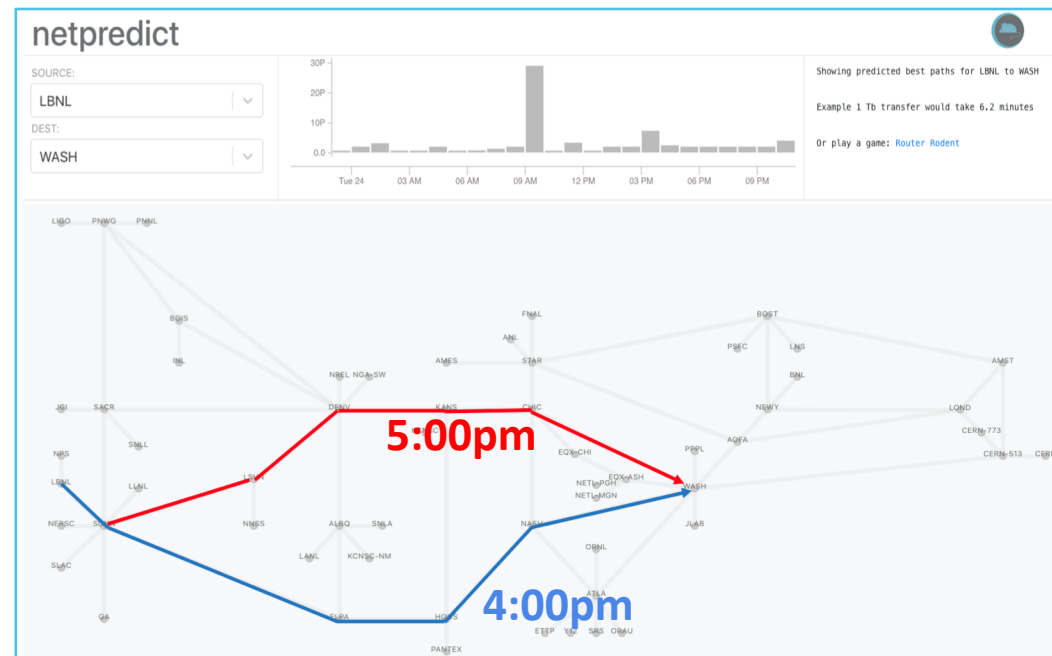 netpredict
SOURCE:
LBNL
DEST:
WASH
30P
20P
10P
0.0
Tue 24 03 AM 06 AM 09 AM 12 PM 03 PM 06 PM 09 PM
Showing predicted best paths for LBNL to WASH
Example 1 Tb transfer would take 6.2 minutes
Or play a game: Router Rodent
LIGO PNWG PNNL
BOIS FNAL BOST
ANL
PSFC LNS
INL AMES STAR AMST
NREL NGA-SW BNL
JGI SACR DENV KANS CHIC NEWY LOND
5:00pm
CERN-773
SNLL AOFA
NPS EQX-CHI PPPL CERN-513
LBNL LLNL EQX-ASH
NETL-PGH WASH
NETL-MGN
NERSC NNSS ALBQ SNLA NASH JLAB
SLAC LANL KCNSC-NM ORNL
ATLA
4:00pm
GA ELPA
ETTP SRS ORAU
PANTEX